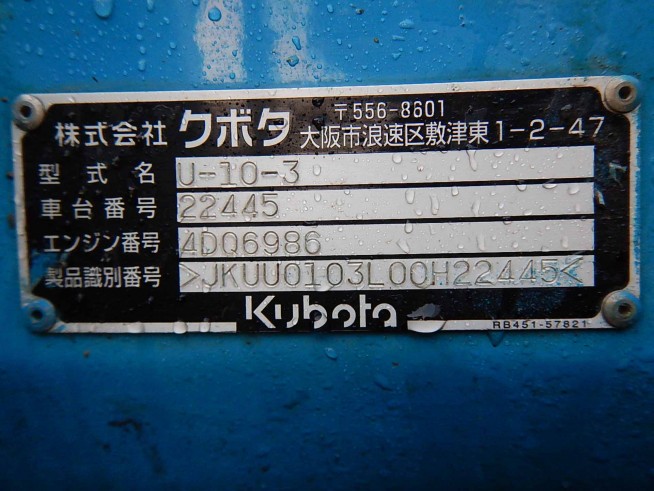 株式会社 クボタ 〒556-8601
大阪市浪速区敷津東1-2-47
型式名 U-10-3
車台番号 22445
エンジン番号 4D06986
製品識別番号 >JKUU0103L00H22445<
Kubota
RB451-57821